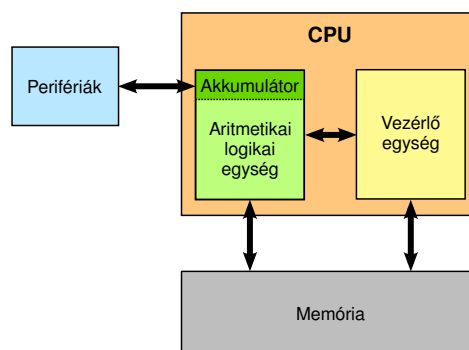 CPU
Perifériák
Akkumulátor
Aritmetikai
logikai
egység
Vezérlő
egység
Memória